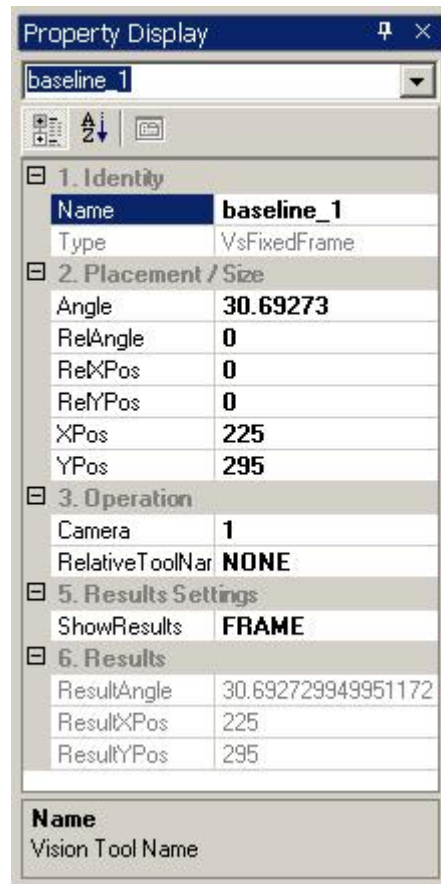 Property Display
baseline_1
1. Identity
Name baseline_1
Type VsFixedFrame
2. Placement / Size
Angle 30.69273
RelAngle 0
RelXPos 0
RelYPos 0
XPos 225
YPos 295
3. Operation
Camera 1
RelativeToolNar NONE
5. Results Settings
ShowResults FRAME
6. Results
ResultAngle 30.692729949951172
ResultXPos 225
ResultYPos 295
Name
Vision Tool Name